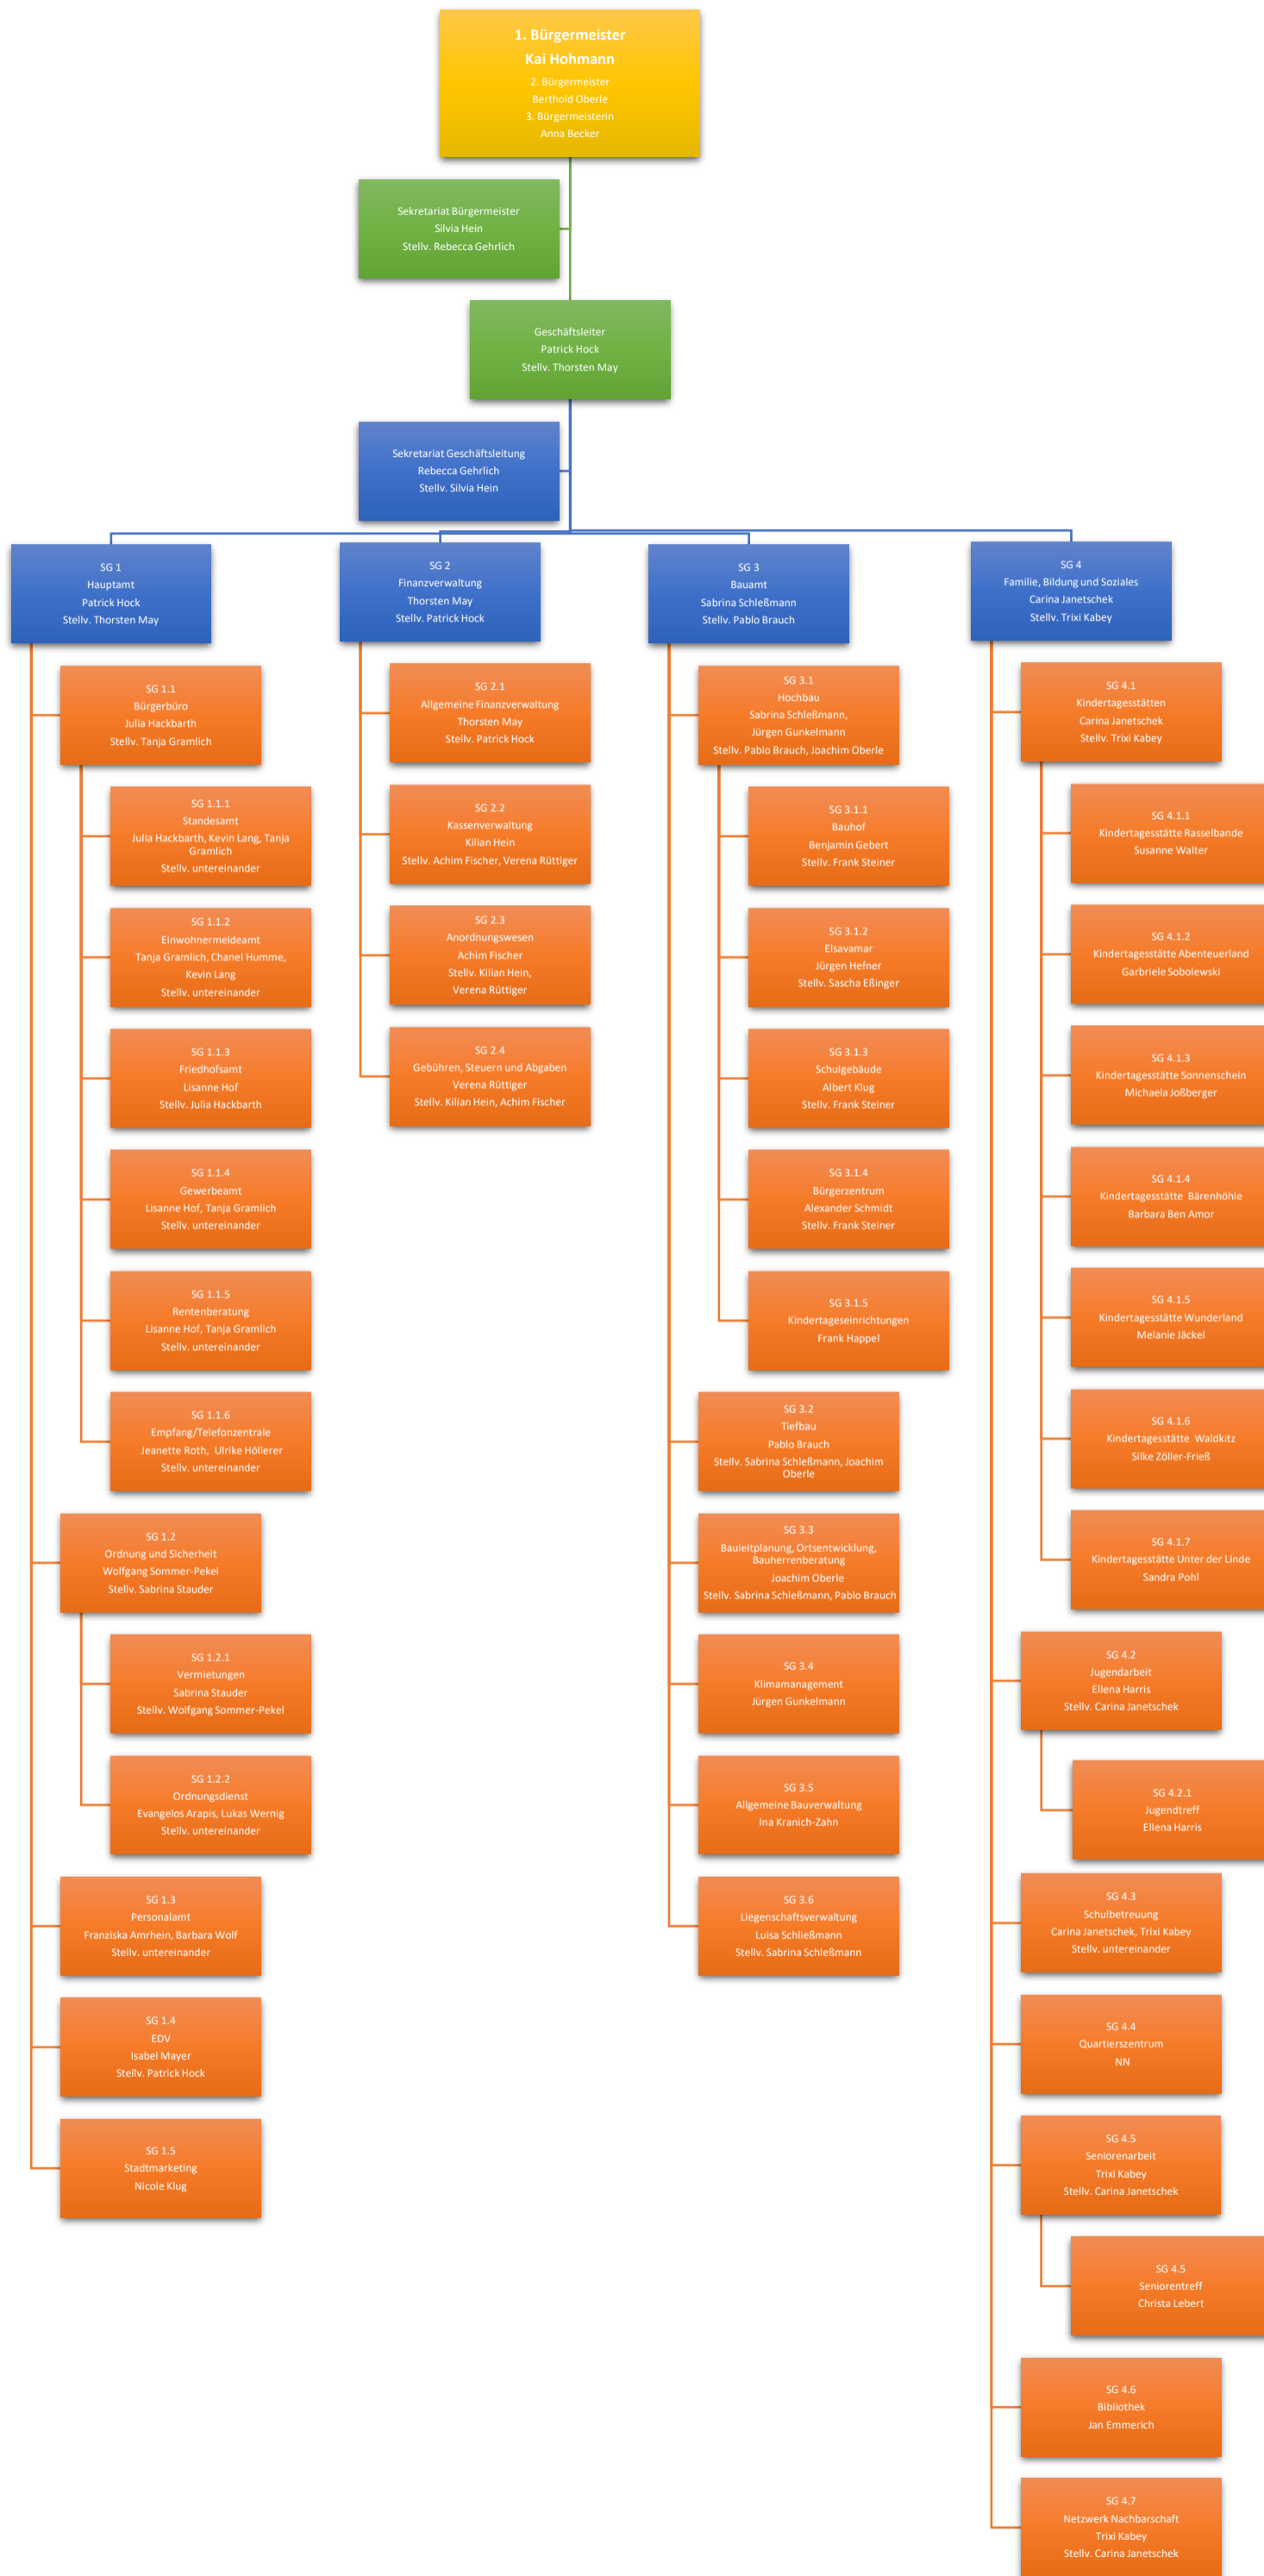 1. Bürgermeister
Kai Hohmann
2. Bürgermeister
Berthold Oberle
3. Bürgermeisterin
Anna Becker
Sekretariat Bürgermeister
Silvia Hein
Stellv. Rebecca Gehrlich
Geschäftsleiter
Patrick Hock
Stellv. Thorsten May
Sekretariat Geschäftsleitung
Rebecca Gehrlich
Stellv. Silvia Hein
SG 1
Hauptamt
Patrick Hock
Stellv. Thorsten May
SG 1.1
Bürgerbüro
Julia Hackbarth
Stellv. Tanja Gramlich
SG 1.1.1
Standesamt
Julia Hackbarth, Kevin Lang, Tanja
Gramlich
Stellv. untereinander
SG 1.1.2
Einwohnermeldeamt
Tanja Gramlich, Chanel Humme,
Kevin Lang
Stellv. untereinander
SG 1.1.3
Friedhofsamt
Lisanne Hof
Stellv. Julia Hackbarth
SG 1.1.4
Gewerbeamt
Lisanne Hof, Tanja Gramlich
Stellv. untereinander
SG 1.1.5
Rentenberatung
Lisanne Hof, Tanja Gramlich
Stellv. untereinander
SG 1.1.6
Empfang/Telefonzentrale
Jeanette Roth, Ulrike Höllerer
Stellv. untereinander
SG 1.2
Ordnung und Sicherheit
Wolfgang Sommer-Pekel
Stellv. Sabrina Stauder
SG 1.2.1
Vermietungen
Sabrina Stauder
Stellv. Wolfgang Sommer-Pekel
SG 1.2.2
Ordnungsdienst
Evangelos Arapis, Lukas Wernig
Stellv. untereinander
SG 1.3
Personalamt
Franziska Amrhein, Barbara Wolf
Stellv. untereinander
SG 1.4
EDV
Isabel Mayer
Stellv. Patrick Hock
SG 1.5
Stadtmarketing
Nicole Klug
SG 2
Finanzverwaltung
Thorsten May
Stellv. Patrick Hock
SG 2.1
Allgemeine Finanzverwaltung
Thorsten May
Stellv. Patrick Hock
SG 2.2
Kassenverwaltung
Kilian Hein
Stellv. Achim Fischer, Verena Rüttiger
SG 2.3
Anordnungswesen
Achim Fischer
Stellv. Kilian Hein,
Verena Rüttiger
SG 2.4
Gebühren, Steuern und Abgaben
Verena Rüttiger
Stellv. Kilian Hein, Achim Fischer
SG 3
Bauamt
Sabrina Schleßmann
Stellv. Pablo Brauch
SG 3.1
Hochbau
Sabrina Schleßmann,
Jürgen Gunkelmann
Stellv. Pablo Brauch, Joachim Oberle
SG 3.1.1
Bauhof
Benjamin Gebert
Stellv. Frank Steiner
SG 3.1.2
Elsavamar
Jürgen Hefner
Stellv. Sascha Eßinger
SG 3.1.3
Schulgebäude
Albert Klug
Stellv. Frank Steiner
SG 3.1.4
Bürgerzentrum
Alexander Schmidt
Stellv. Frank Steiner
SG 3.1.5
Kindertageseinrichtungen
Frank Happel
SG 3.2
Tiefbau
Pablo Brauch
Stellv. Sabrina Schleßmann, Joachim
Oberle
SG 3.3
Bauleitplanung, Ortsentwicklung,
Bauherrenberatung
Joachim Oberle
Stellv. Sabrina Schleßmann, Pablo Brauch
SG 3.4
Klimamanagement
Jürgen Gunkelmann
SG 3.5
Allgemeine Bauverwaltung
Ina Kranich-Zahn
SG 3.6
Liegenschaftsverwaltung
Luisa Schließmann
Stellv. Sabrina Schleßmann
SG 4
Familie, Bildung und Soziales
Carina Janetschek
Stellv. Trixi Kabey
SG 4.1
Kindertagesstätten
Carina Janetschek
Stellv. Trixi Kabey
SG 4.1.1
Kindertagesstätte Rasselbande
Susanne Walter
SG 4.1.2
Kindertagesstätte Abenteuerland
Garbriele Sobolewski
SG 4.1.3
Kindertagesstätte Sonnenschein
Michaela Joßberger
SG 4.1.4
Kindertagesstätte Bärenhöhle
Barbara Ben Amor
SG 4.1.5
Kindertagesstätte Wunderland
Melanie Jäckel
SG 4.1.6
Kindertagesstätte Waldkitz
Silke Zöller-Frieß
SG 4.1.7
Kindertagesstätte Unter der Linde
Sandra Pohl
SG 4.2
Jugendarbeit
Ellena Harris
Stellv. Carina Janetschek
SG 4.2.1
Jugendtreff
Ellena Harris
SG 4.3
Schulbetreuung
Carina Janetschek, Trixi Kabey
Stellv. untereinander
SG 4.4
Quartierszentrum
NN
SG 4.5
Seniorenarbeit
Trixi Kabey
Stellv. Carina Janetschek
SG 4.5
Seniorentreff
Christa Lebert
SG 4.6
Bibliothek
Jan Emmerich
SG 4.7
Netzwerk Nachbarschaft
Trixi Kabey
Stellv. Carina Janetschek